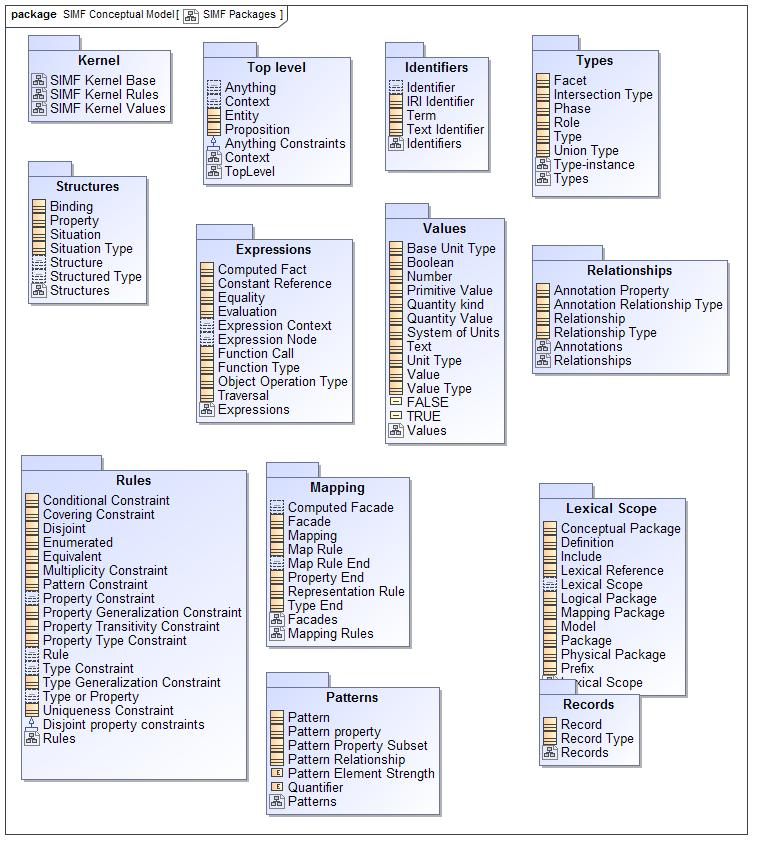 package SIMF Conceptual Model [ SIMF Packages ]
Kernel
SIMF Kernel Base
SIMF Kernel Rules
SIMF Kernel Values
Top level
Anything
Context
Entity
Proposition
Anything Constraints
Context
TopLevel
Identifiers
Identifier
IRI Identifier
Term
Text Identifier
Identifiers
Types
Facet
Intersection Type
Phase
Role
Type
Union Type
Type-instance
Types
Structures
Binding
Property
Situation
Situation Type
Structure
Structured Type
Structures
Expressions
Computed Fact
Constant Reference
Equality
Evaluation
Expression Context
Expression Node
Function Call
Function Type
Object Operation Type
Traversal
Expressions
Values
Base Unit Type
Boolean
Number
Primitive Value
Quantity kind
Quantity Value
System of Units
Text
Unit Type
Value
Value Type
FALSE
TRUE
Values
Relationships
Annotation Property
Annotation Relationship Type
Relationship
Relationship Type
Annotations
Relationships
Rules
Conditional Constraint
Covering Constraint
Disjoint
Enumerated
Equivalent
Multiplicity Constraint
Pattern Constraint
Property Constraint
Property Generalization Constraint
Property Transitivity Constraint
Property Type Constraint
Rule
Type Constraint
Type Generalization Constraint
Type or Property
Uniqueness Constraint
Disjoint property constraints
Rules
Mapping
Computed Facade
Facade
Mapping
Map Rule
Map Rule End
Property End
Representation Rule
Type End
Facades
Mapping Rules
Lexical Scope
Conceptual Package
Definition
Include
Lexical Reference
Lexical Scope
Logical Package
Mapping Package
Model
Package
Physical Package
Prefix
Lexical Scope
Patterns
Pattern
Pattern property
Pattern Property Subset
Pattern Relationship
Pattern Element Strength
Quantifier
Patterns
Records
Record
Record Type
Records